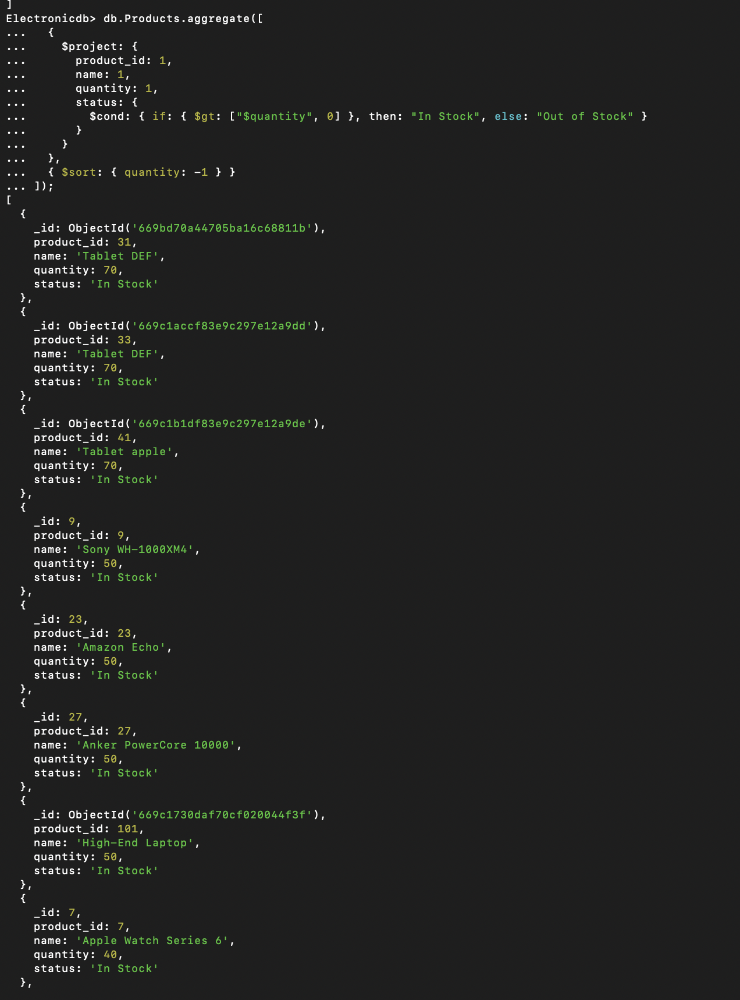 ]
Electronicdb> db.Products.aggregate([
...   {
...     $project: {
...       product_id: 1,
...       name: 1,
...       quantity: 1,
...       status: {
...         $cond: { if: { $gt: ["$quantity", 0] }, then: "In Stock", else: "Out of Stock" }
...       }
...     }
...   },
...   { $sort: { quantity: -1 } }
... ]);
[
  {
    _id: ObjectId('669bd70a44705ba16c68811b'),
    product_id: 31,
    name: 'Tablet DEF',
    quantity: 70,
    status: 'In Stock'
  },
  {
    _id: ObjectId('669c1accf83e9c297e12a9dd'),
    product_id: 33,
    name: 'Tablet DEF',
    quantity: 70,
    status: 'In Stock'
  },
  {
    _id: ObjectId('669c1b1df83e9c297e12a9de'),
    product_id: 41,
    name: 'Tablet apple',
    quantity: 70,
    status: 'In Stock'
  },
  {
    _id: 9,
    product_id: 9,
    name: 'Sony WH-1000XM4',
    quantity: 50,
    status: 'In Stock'
  },
  {
    _id: 23,
    product_id: 23,
    name: 'Amazon Echo',
    quantity: 50,
    status: 'In Stock'
  },
  {
    _id: 27,
    product_id: 27,
    name: 'Anker PowerCore 10000',
    quantity: 50,
    status: 'In Stock'
  },
  {
    _id: ObjectId('669c1730daf70cf020044f3f'),
    product_id: 101,
    name: 'High-End Laptop',
    quantity: 50,
    status: 'In Stock'
  },
  {
    _id: 7,
    product_id: 7,
    name: 'Apple Watch Series 6',
    quantity: 40,
    status: 'In Stock'
  },